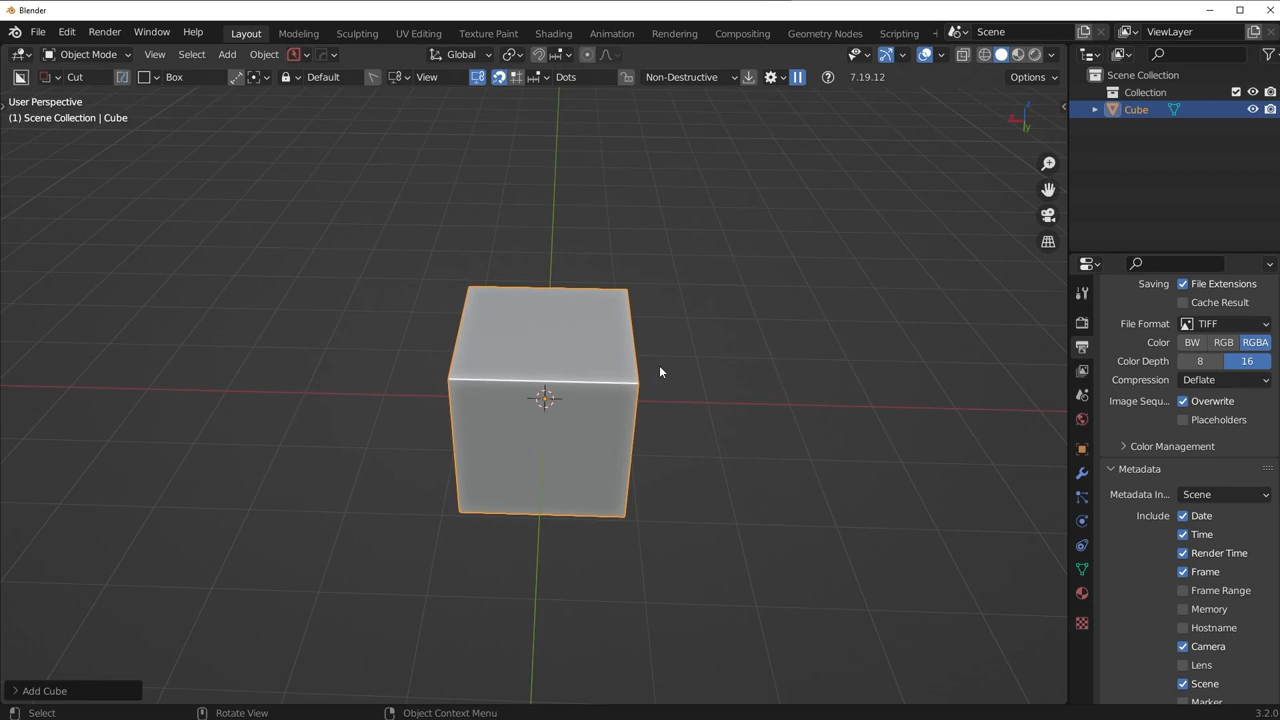 Blender
File Edit Render Window Help Layout Modeling Sculpting UV Editing Texture Paint Shading Animation Rendering Compositing Geometry Nodes Scripting Scene ViewLayer
Object Mode View Select Add Object Global
Cut Box Default View Dots Non-Destructive 7.19.12 Options
User Perspective
(1) Scene Collection | Cube
z
y
Scene Collection
Collection
Cube
Saving File Extensions
Cache Result
File Format TIFF
Color BW RGB RGBA
Color Depth 8 16
Compression Deflate
Image Sequ... Overwrite
Placeholders
Color Management
Metadata
Metadata In... Scene
Include Date
Time
Render Time
Frame
Frame Range
Memory
Hostname
Camera
Lens
Scene
Marker
Add Cube
Select Rotate View Object Context Menu 3.2.0